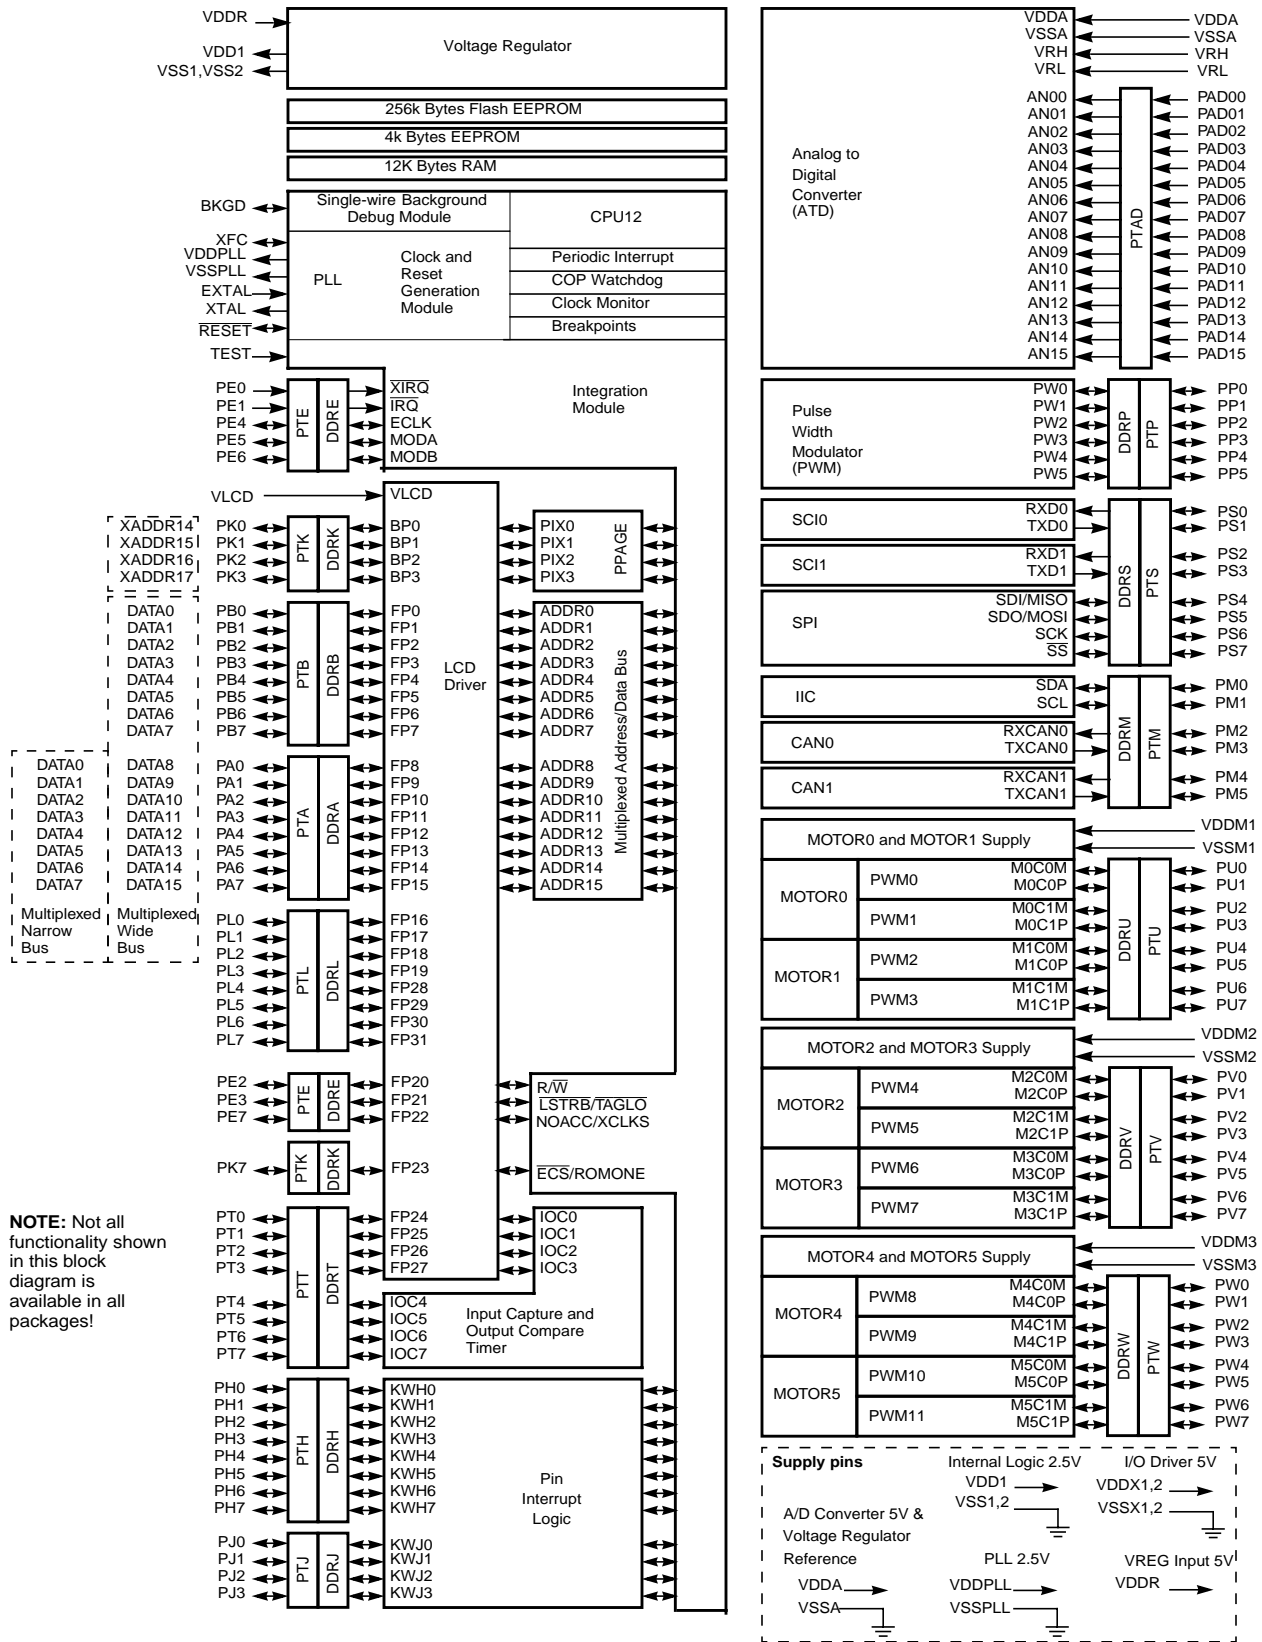 VDDR
VDD1
VSS1,VSS2
Voltage Regulator
256k Bytes Flash EEPROM
4k Bytes EEPROM
12K Bytes RAM
BKGD
XFC
VDDPLL
VSSPLL
EXTAL
XTAL
RESET
TEST
Single-wire Background
Debug Module
CPU12
PLL
Clock and
Reset
Generation
Module
Periodic Interrupt
COP Watchdog
Clock Monitor
Breakpoints
Integration
Module
PE0
PE1
PE4
PE5
PE6
PTE
DDRE
XIRQ
IRQ
ECLK
MODA
MODB
VLCD
VLCD
XADDR14
XADDR15
XADDR16
XADDR17
PK0
PK1
PK2
PK3
PTK
DDRK
BP0
BP1
BP2
BP3
PIX0
PIX1
PIX2
PIX3
PPAGE
DATA0
DATA1
DATA2
DATA3
DATA4
DATA5
DATA6
DATA7
PB0
PB1
PB2
PB3
PB4
PB5
PB6
PB7
PTB
DDRB
FP0
FP1
FP2
FP3
FP4
FP5
FP6
FP7
LCD
Driver
ADDR0
ADDR1
ADDR2
ADDR3
ADDR4
ADDR5
ADDR6
ADDR7
Multiplexed Address/Data Bus
DATA0
DATA1
DATA2
DATA3
DATA4
DATA5
DATA6
DATA7
Multiplexed
Narrow
Bus
DATA8
DATA9
DATA10
DATA11
DATA12
DATA13
DATA14
DATA15
Multiplexed
Wide
Bus
PA0
PA1
PA2
PA3
PA4
PA5
PA6
PA7
PTA
DDRA
FP8
FP9
FP10
FP11
FP12
FP13
FP14
FP15
ADDR8
ADDR9
ADDR10
ADDR11
ADDR12
ADDR13
ADDR14
ADDR15
PL0
PL1
PL2
PL3
PL4
PL5
PL6
PL7
PTL
DDRL
FP16
FP17
FP18
FP19
FP28
FP29
FP30
FP31
PE2
PE3
PE7
PTE
DDRE
FP20
FP21
FP22
R/W
LSTRB/TAGLO
NOACC/XCLKS
PK7
PTK
DDRK
FP23
ECS/ROMONE
NOTE: Not all
functionality shown
in this block
diagram is
available in all
packages!
PT0
PT1
PT2
PT3
PT4
PT5
PT6
PT7
PTT
DDRT
FP24
FP25
FP26
FP27
IOC0
IOC1
IOC2
IOC3
IOC4
IOC5
IOC6
IOC7
Input Capture and
Output Compare
Timer
PH0
PH1
PH2
PH3
PH4
PH5
PH6
PH7
PTH
DDRH
KWH0
KWH1
KWH2
KWH3
KWH4
KWH5
KWH6
KWH7
Pin
Interrupt
Logic
PJ0
PJ1
PJ2
PJ3
PTJ
DDRJ
KWJ0
KWJ1
KWJ2
KWJ3
Analog to
Digital
Converter
(ATD)
VDDA
VSSA
VRH
VRL
VDDA
VSSA
VRH
VRL
AN00
AN01
AN02
AN03
AN04
AN05
AN06
AN07
AN08
AN09
AN10
AN11
AN12
AN13
AN14
AN15
PTAD
PAD00
PAD01
PAD02
PAD03
PAD04
PAD05
PAD06
PAD07
PAD08
PAD09
PAD10
PAD11
PAD12
PAD13
PAD14
PAD15
Pulse
Width
Modulator
(PWM)
PW0
PW1
PW2
PW3
PW4
PW5
DDRP
PTP
PP0
PP1
PP2
PP3
PP4
PP5
SCI0
RXD0
TXD0
SCI1
RXD1
TXD1
SPI
SDI/MISO
SDO/MOSI
SCK
SS
DDRS
PTS
PS0
PS1
PS2
PS3
PS4
PS5
PS6
PS7
IIC
SDA
SCL
CAN0
RXCAN0
TXCAN0
CAN1
RXCAN1
TXCAN1
DDRM
PTM
PM0
PM1
PM2
PM3
PM4
PM5
MOTOR0 and MOTOR1 Supply
VDDM1
VSSM1
MOTOR0
PWM0
M0C0M
M0C0P
PWM1
M0C1M
M0C1P
MOTOR1
PWM2
M1C0M
M1C0P
PWM3
M1C1M
M1C1P
DDRU
PTU
PU0
PU1
PU2
PU3
PU4
PU5
PU6
PU7
MOTOR2 and MOTOR3 Supply
VDDM2
VSSM2
MOTOR2
PWM4
M2C0M
M2C0P
PWM5
M2C1M
M2C1P
MOTOR3
PWM6
M3C0M
M3C0P
PWM7
M3C1M
M3C1P
DDRV
PTV
PV0
PV1
PV2
PV3
PV4
PV5
PV6
PV7
MOTOR4 and MOTOR5 Supply
VDDM3
VSSM3
MOTOR4
PWM8
M4C0M
M4C0P
PWM9
M4C1M
M4C1P
MOTOR5
PWM10
M5C0M
M5C0P
PWM11
M5C1M
M5C1P
DDRW
PTW
PW0
PW1
PW2
PW3
PW4
PW5
PW6
PW7
Supply pins
Internal Logic 2.5V
VDD1
VSS1,2
I/O Driver 5V
VDDX1,2
VSSX1,2
A/D Converter 5V &
Voltage Regulator
Reference
VDDA
VSSA
PLL 2.5V
VDDPLL
VSSPLL
VREG Input 5V
VDDR